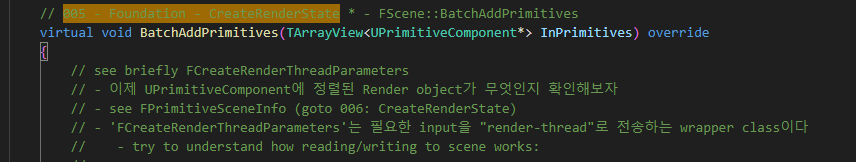 // 005 - Foundation - CreateRenderState * - FScene::BatchAddPrimitives
virtual void BatchAddPrimitives(TArrayView<UPrimitiveComponent*> InPrimitives) override
{
// see briefly FCreateRenderThreadParameters
// - 이제 UPrimitiveComponent에 정렬된 Render object가 무엇인지 확인해보자
// - see FPrimitiveSceneInfo (goto 006: CreateRenderState)
// - 'FCreateRenderThreadParameters'는 필요한 input을 "render-thread"로 전송하는 wrapper class이다
//    - try to understand how reading/writing to scene works: